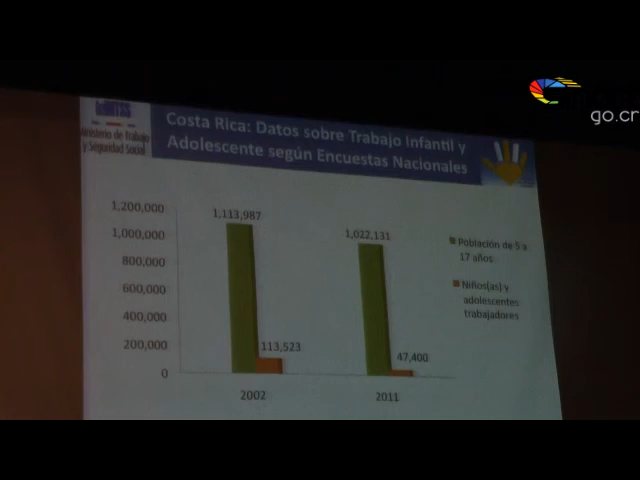 go.cr
Ministerio de Trabajo
y Seguridad Social
Costa Rica: Datos sobre Trabajo Infantil y
Adolescente según Encuestas Nacionales
1,200,000
1,000,000
800,000
600,000
400,000
200,000
0
1,113,987
113,523
1,022,131
47,400
2002
2011
Población de 5 a
17 años
Niños(as) y
adolescentes
trabajadores